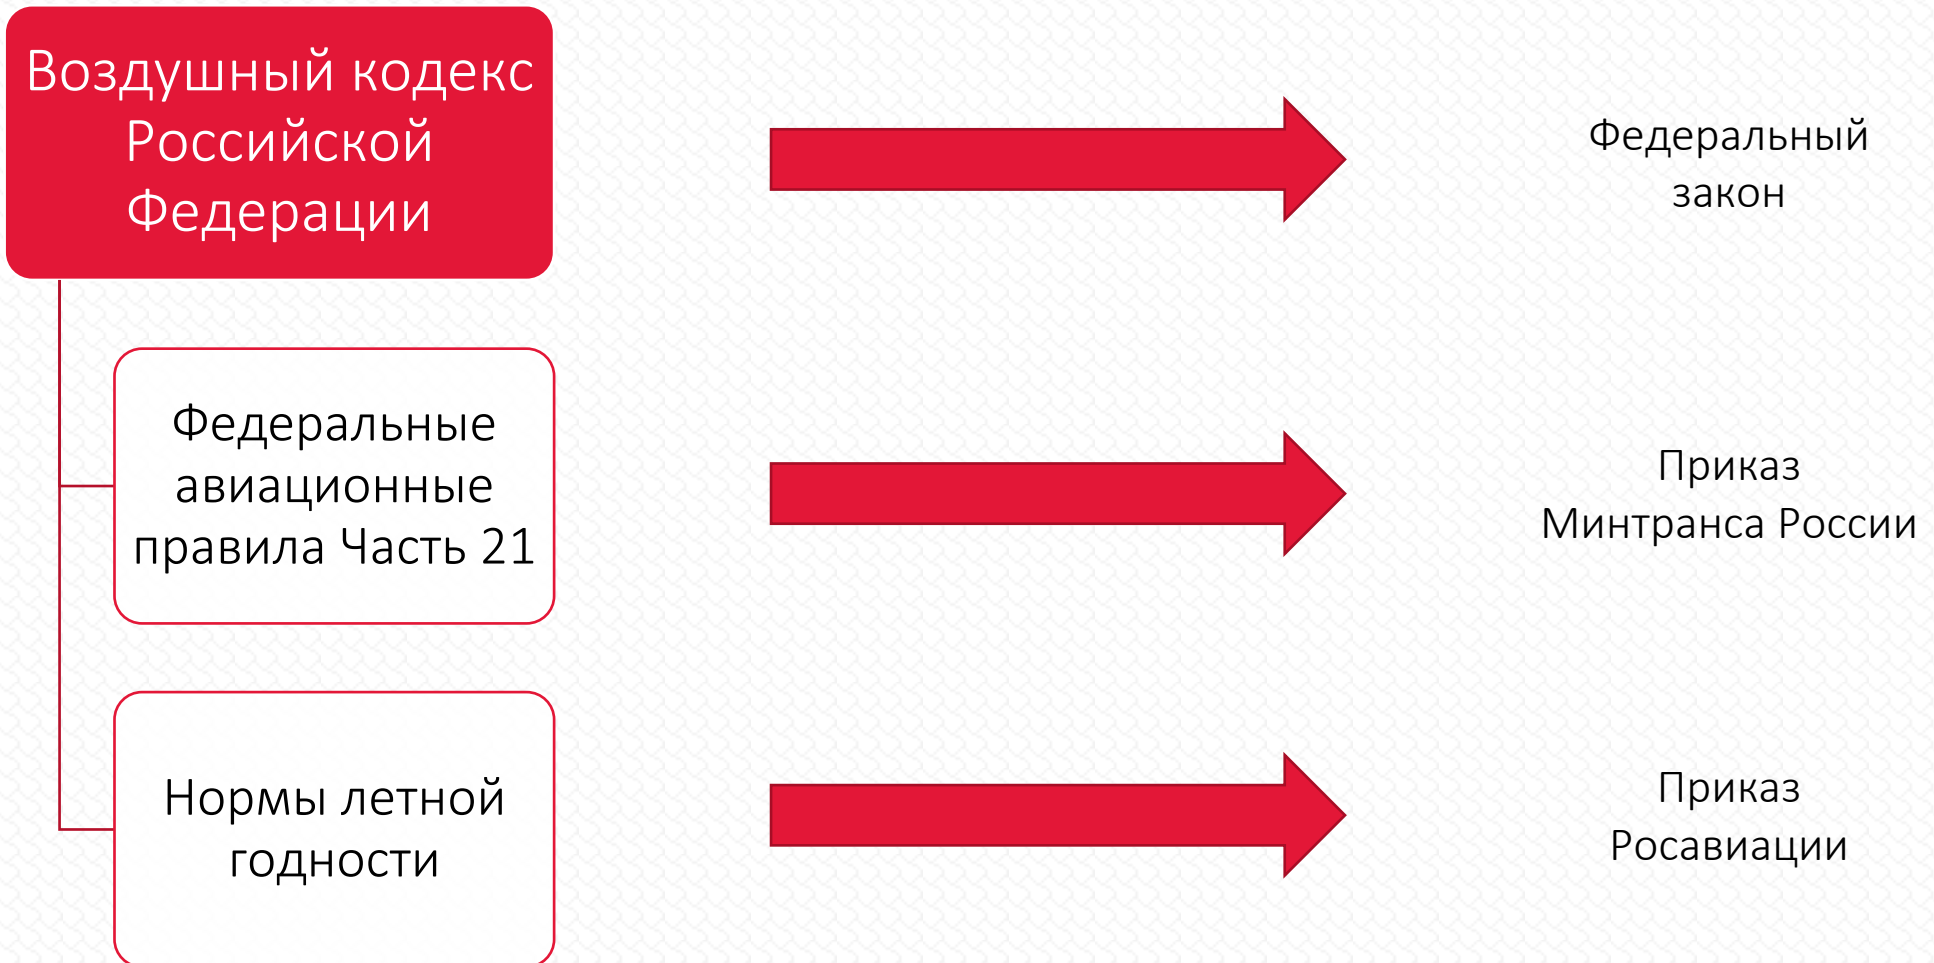 Воздушный кодекс
Российской
Федерации
Федеральный
закон
Федеральные
авиационные
правила Часть 21
Приказ
Минтранса России
Нормы летной
годности
Приказ
Росавиации